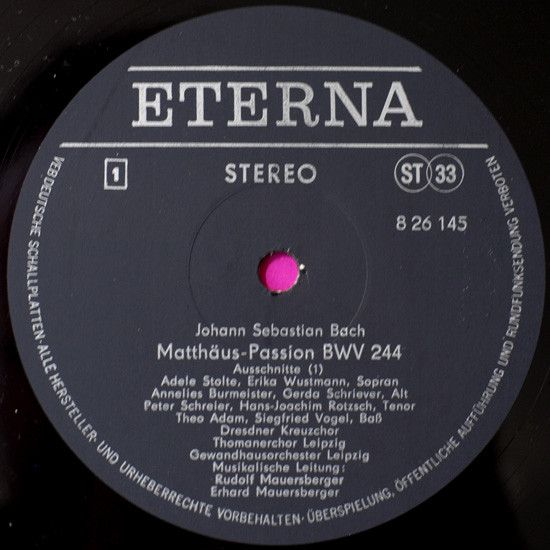 ETERNA
1 STEREO ST 33
8 26 145
Johann Sebastian Bach
Matthäus-Passion BWV 244
Ausschnitte (1)
Adele Stolte, Erika Wustmann, Sopran
Annelies Burmeister, Gerda Schriever, Alt
Peter Schreier, Hans-Joachim Rotzsch, Tenor
Theo Adam, Siegfried Vogel, Baß
Dresdner Kreuzchor
Thomanerchor Leipzig
Gewandhausorchester Leipzig
Musikalische Leitung:
Rudolf Mauersberger
Erhard Mauersberger
VEB DEUTSCHE SCHALLPLATTEN · ALLE HERSTELLER- UND URHEBERRECHTE VORBEHALTEN · ÜBERSPIELUNG, ÖFFENTLICHE AUFFÜHRUNG UND RUNDFUNKSENDUNG VERBOTEN